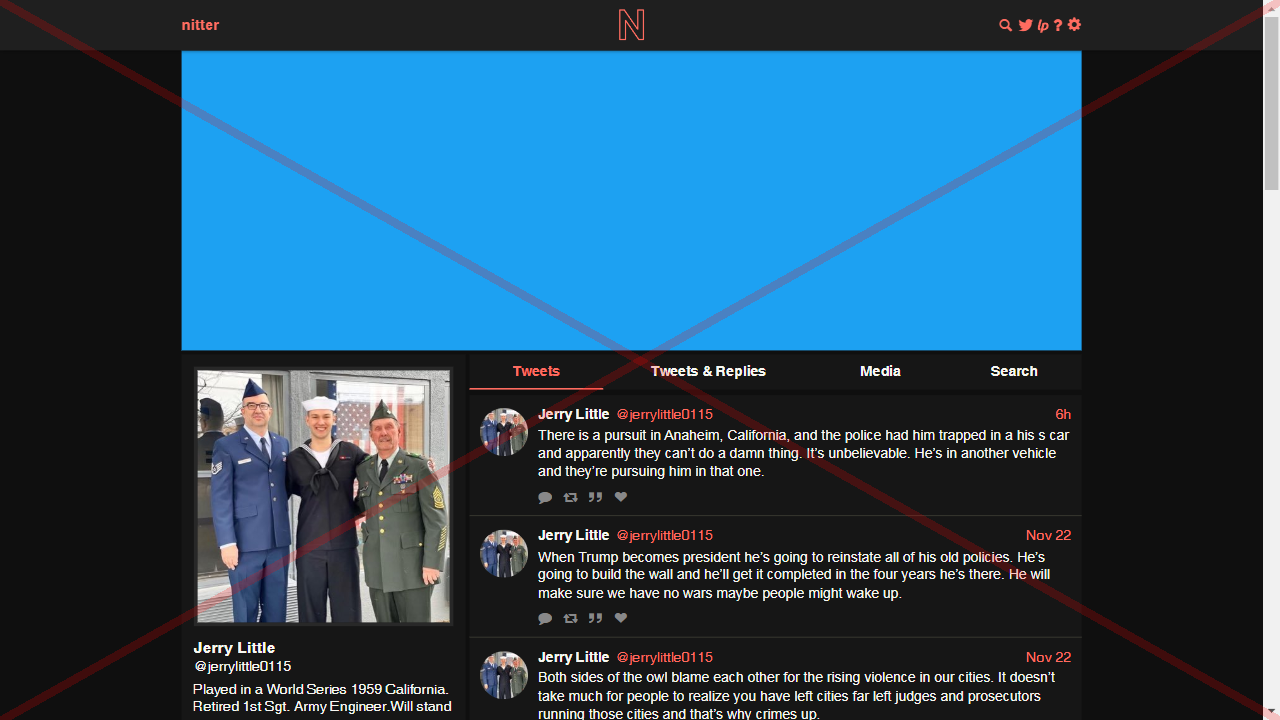 nitter
N
lp ?
Tweets
Tweets & Replies
Media
Search
Jerry Little @jerrylittle0115 6h
There is a pursuit in Anaheim, California, and the police had him trapped in a his s car
and apparently they can’t do a damn thing. It’s unbelievable. He’s in another vehicle
and they’re pursuing him in that one.
Jerry Little @jerrylittle0115 Nov 22
When Trump becomes president he’s going to reinstate all of his old policies. He’s
going to build the wall and he’ll get it completed in the four years he’s there. He will
make sure we have no wars maybe people might wake up.
Jerry Little @jerrylittle0115 Nov 22
Both sides of the owl blame each other for the rising violence in our cities. It doesn’t
take much for people to realize you have left cities far left judges and prosecutors
running those cities and that’s why crimes up.
Jerry Little
@jerrylittle0115
Played in a World Series 1959 California.
Retired 1st Sgt. Army Engineer.Will stand